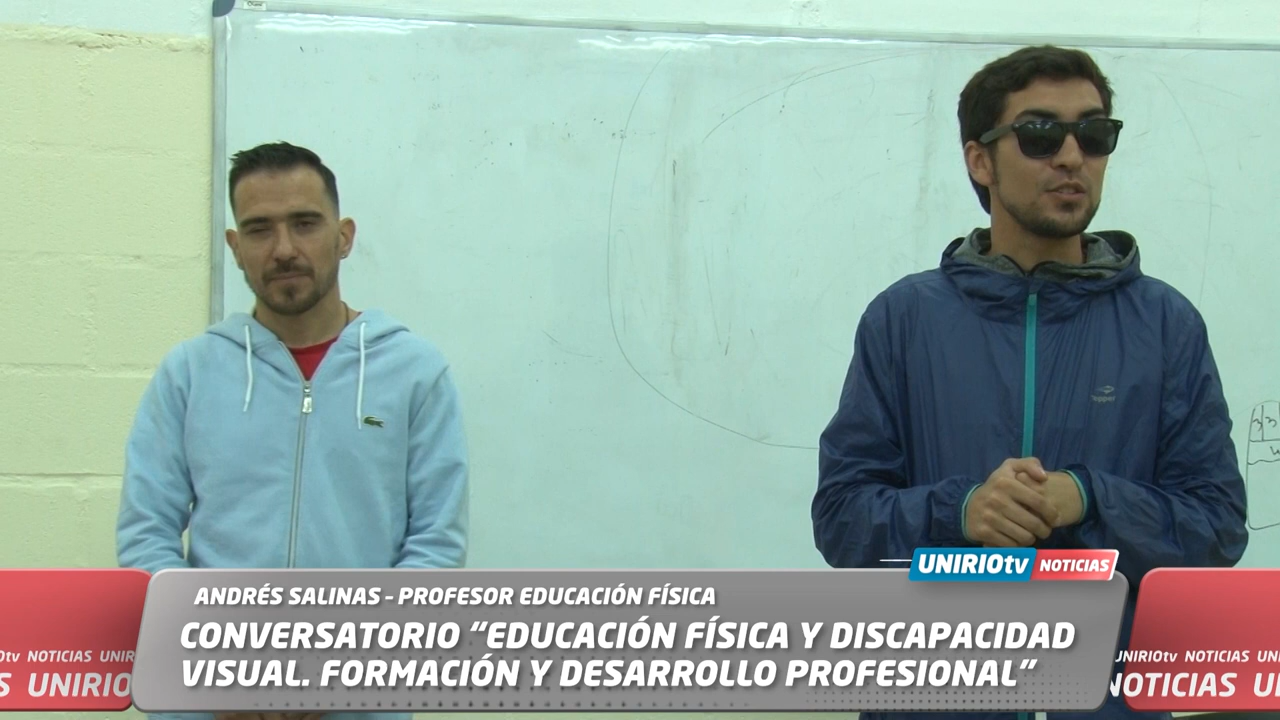 Topper
UNIRIOtv NOTICIAS
ANDRÉS SALINAS - PROFESOR EDUCACIÓN FÍSICA
CONVERSATORIO “EDUCACIÓN FÍSICA Y DISCAPACIDAD
VISUAL. FORMACIÓN Y DESARROLLO PROFESIONAL”
Otv NOTICIAS UNIR
S UNIRIO
UNIRIOtv NOTICIAS UNI
NOTICIAS U